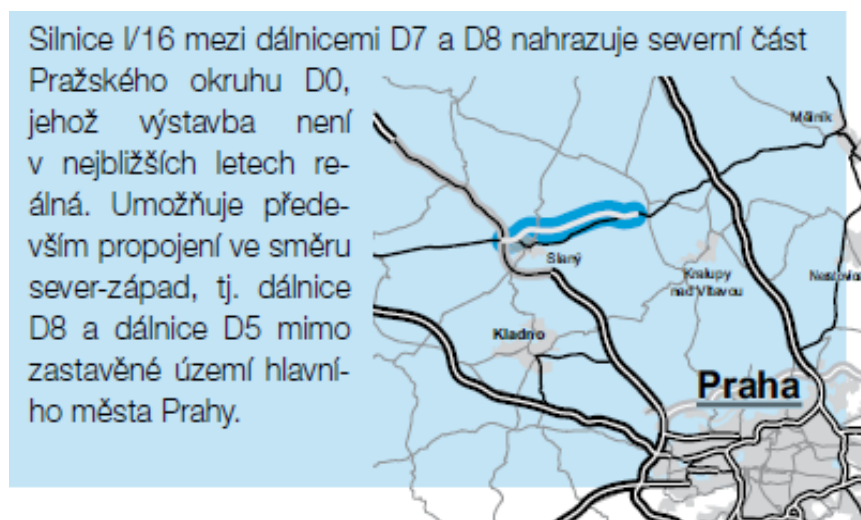 Silnice I/16 mezi dálnicemi D7 a D8 nahrazuje severní část
Pražského okruhu D0,
jehož výstavba není
v nejbližších letech re-
álná. Umožňuje přede-
vším propojení ve směru
sever-západ, tj. dálnice
D8 a dálnice D5 mimo
zastavěné území hlavní-
ho města Prahy.
Mělník
Slaný
Kralupy
nad Vltavou
Kladno
Praha